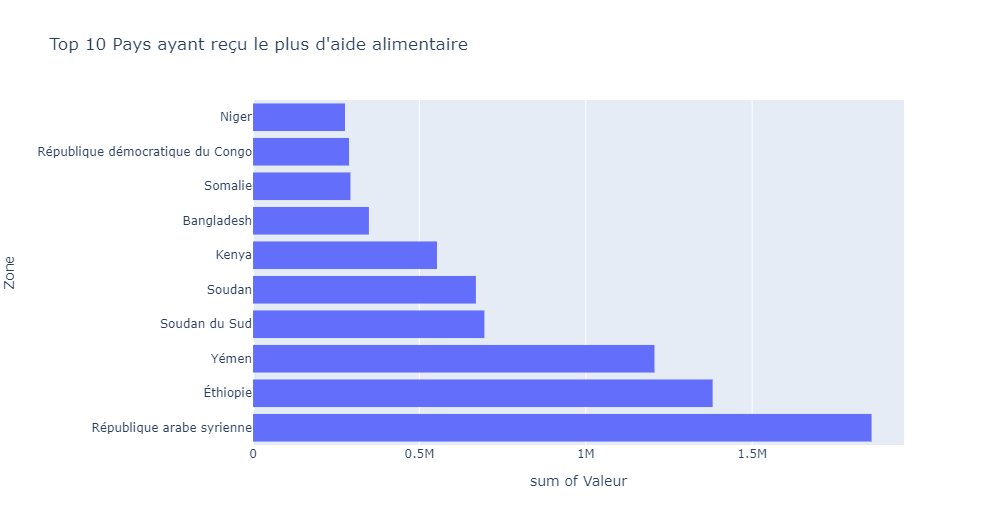 Top 10 Pays ayant reçu le plus d'aide alimentaire
Zone
Niger
République démocratique du Congo
Somalie
Bangladesh
Kenya
Soudan
Soudan du Sud
Yémen
Éthiopie
République arabe syrienne
0 0.5M 1M 1.5M
sum of Valeur